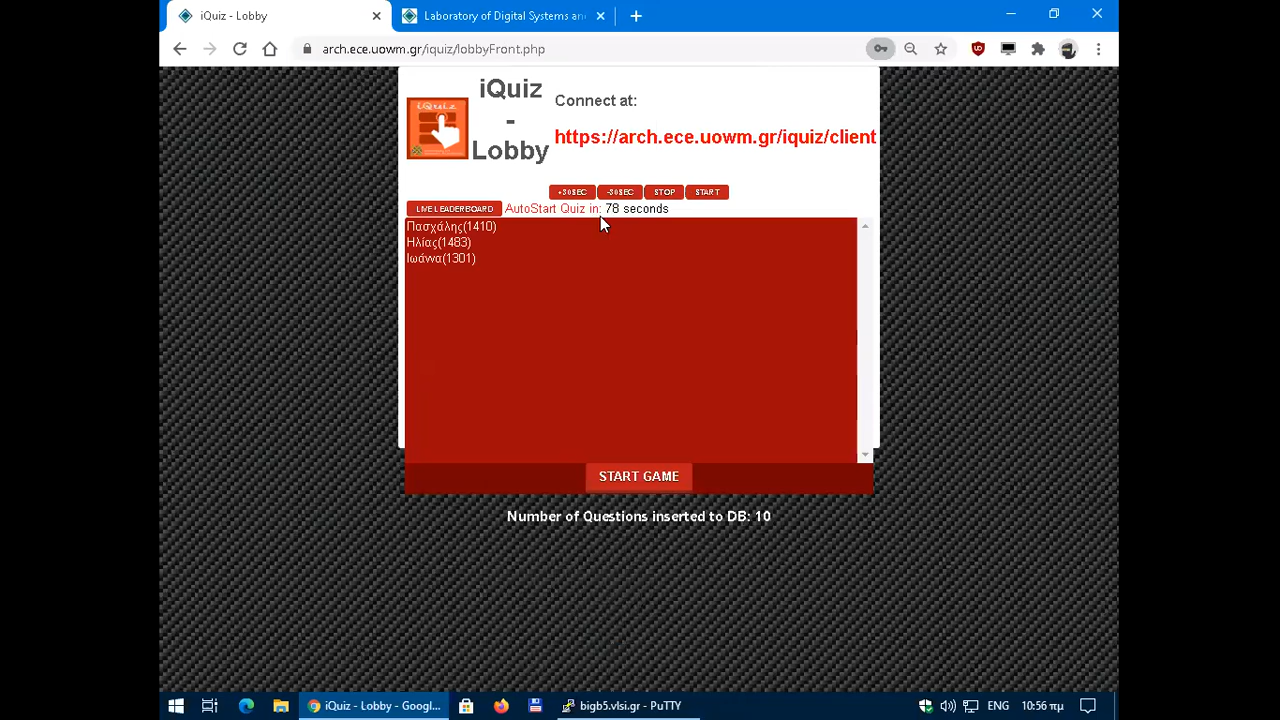 iQuiz - Lobby
Laboratory of Digital Systems an
arch.ece.uowm.gr/iquiz/lobbyFront.php
iQuiz
iQuiz
-
Lobby
Connect at:
https://arch.ece.uowm.gr/iquiz/client
+30SEC -30SEC STOP START
LIVE LEADERBOARD AutoStart Quiz in: 78 seconds
Πασχάλης(1410)
Ηλίας(1483)
Ιωάννα(1301)
START GAME
Number of Questions inserted to DB: 10
iQuiz - Lobby - Googl...
bigb5.vlsi.gr - PuTTY
ENG
10:56 πμ